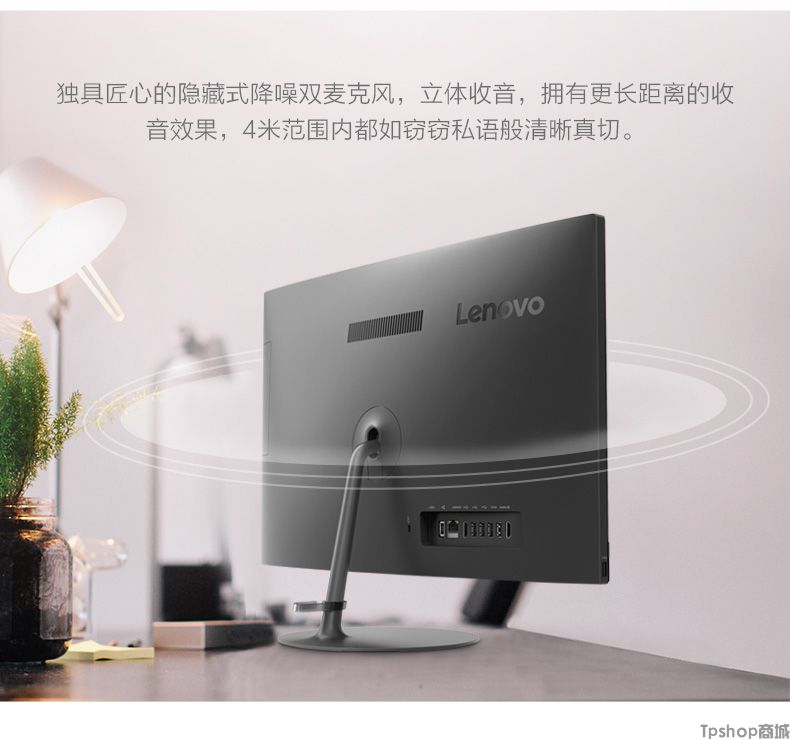 独具匠心的隐藏式降噪双麦克风，立体收音，拥有更长距离的收
音效果，4米范围内都如窃窃私语般清晰真切。
Lenovo
Tpshop商城